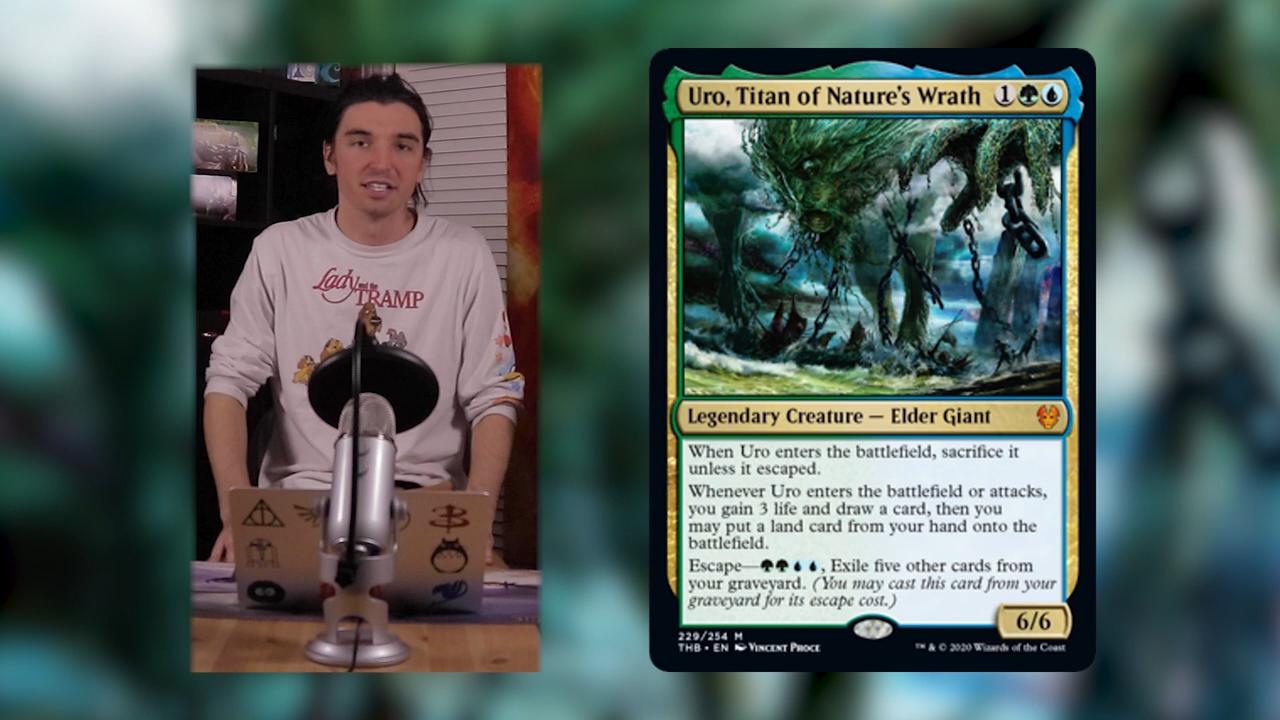 Lady and the
TRAMP
Uro, Titan of Nature's Wrath 1
Legendary Creature — Elder Giant
When Uro enters the battlefield, sacrifice it
unless it escaped.
Whenever Uro enters the battlefield or attacks,
you gain 3 life and draw a card, then you
may put a land card from your hand onto the
battlefield.
Escape—, Exile five other cards from
your graveyard. (You may cast this card from your
graveyard for its escape cost.)
6/6
229/254 M
THB • EN Vincent Proce
™ & © 2020 Wizards of the Coast